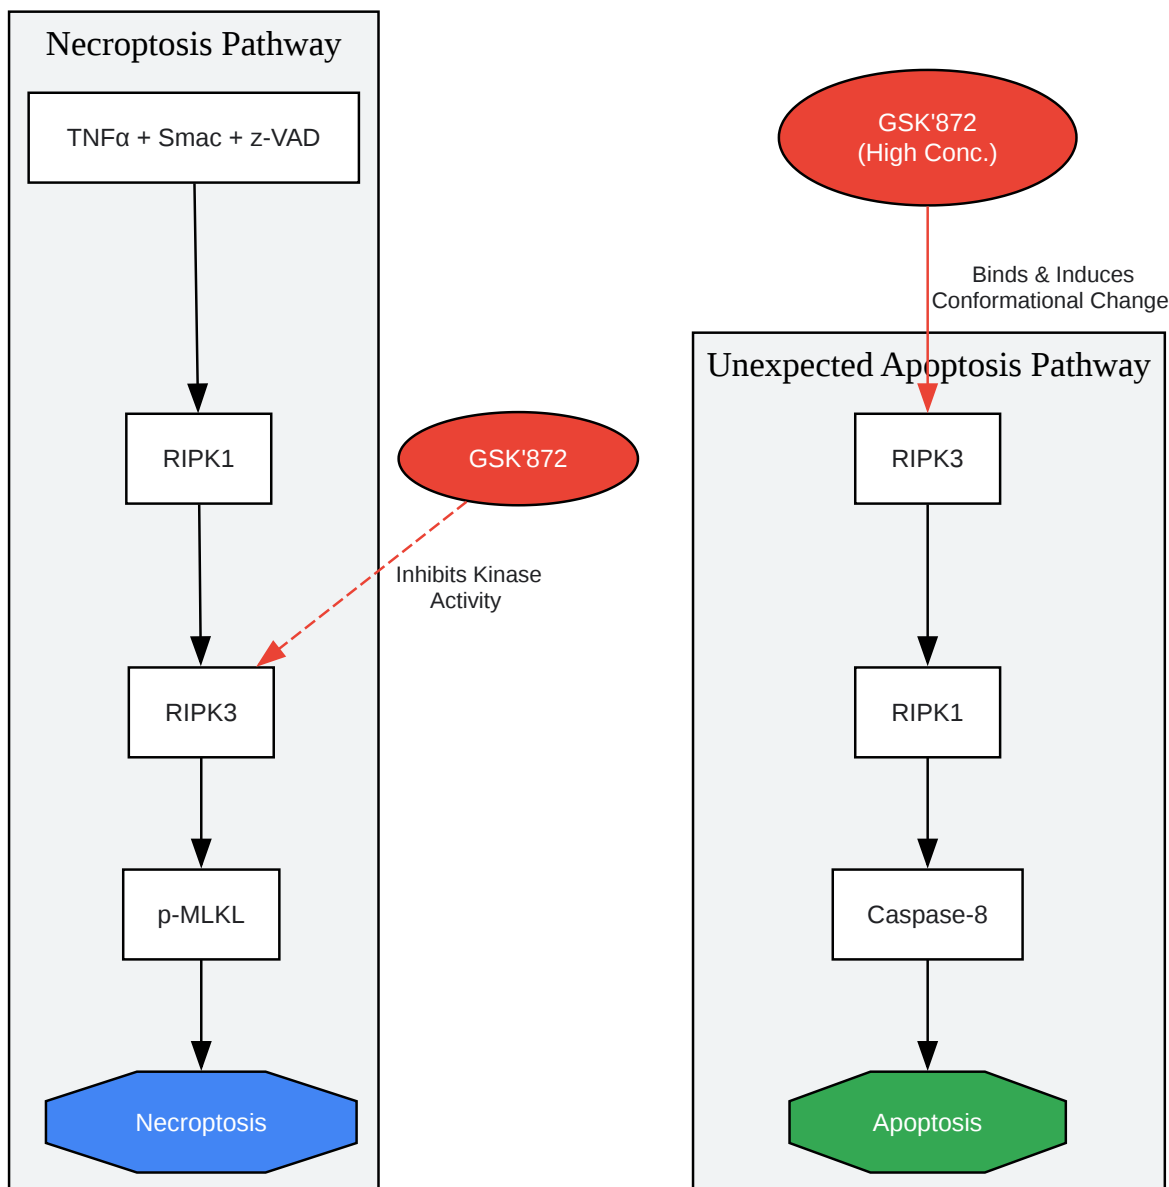 Necroptosis Pathway
TNFα + Smac + z-VAD
RIPK1
GSK'872
Inhibits Kinase
Activity
RIPK3
p-MLKL
Necroptosis
GSK'872
(High Conc.)
Binds & Induces
Conformational Change
Unexpected Apoptosis Pathway
RIPK3
RIPK1
Caspase-8
Apoptosis